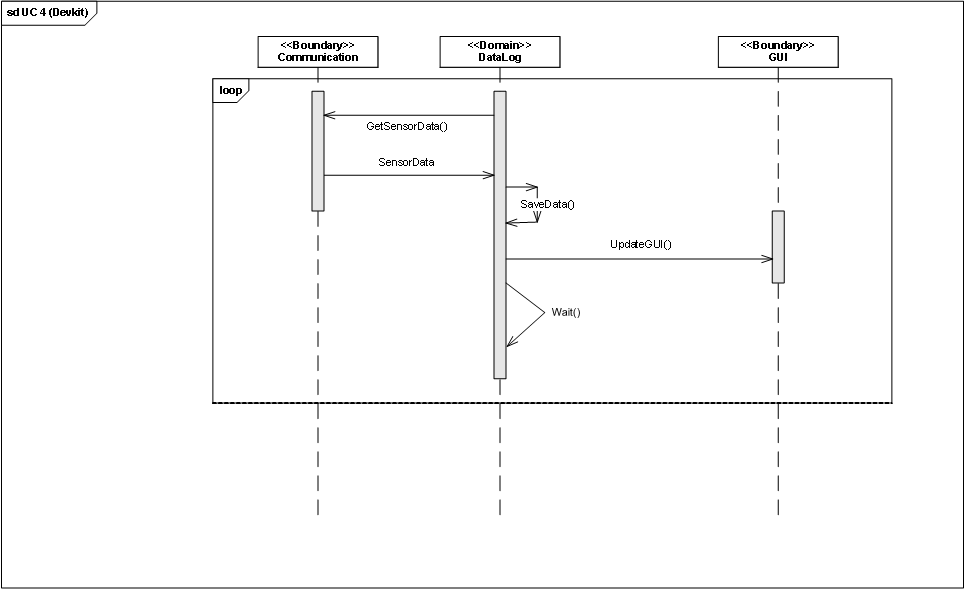 sd UC 4 (Devkit)
<<Boundary>>
Communication
<<Domain>>
DataLog
<<Boundary>>
GUI
loop
GetSensorData()
SensorData
SaveData()
UpdateGUI()
Wait()